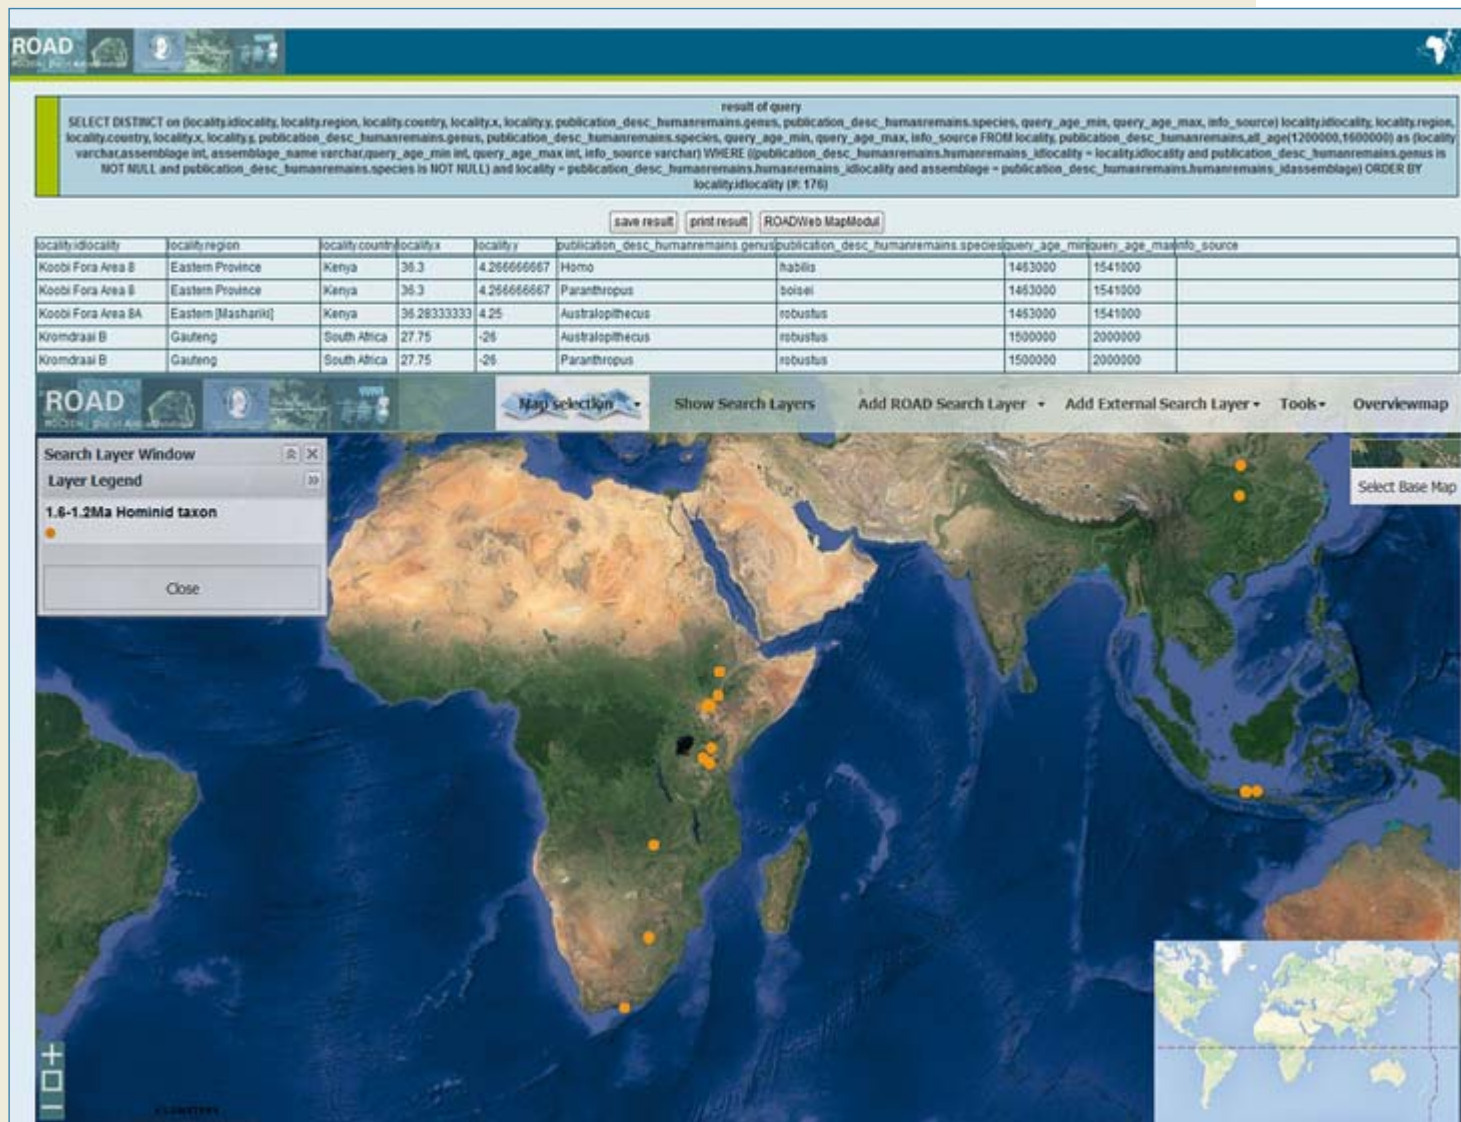 ROAD
result of query
SELECT DISTINCT on (locality.idlocality, locality.region, locality.country, locality.x, locality.y, publication_desc_humanremains.genus, publication_desc_humanremains.species, query_age_min, query_age_max, info_source) locality.idlocality, locality.region,
locality.country, locality.x, locality.y, publication_desc_humanremains.genus, publication_desc_humanremains.species, query_age_min, query_age_max, info_source FROM locality, publication_desc_humanremains,all_age(1200000,1600000) as (locality
varchar,assemblage int, assemblage_name varchar,query_age_min int, query_age_max int, info_source varchar) WHERE ((publication_desc_humanremains.humanremains_idlocality = locality.idlocality and publication_desc_humanremains.genus is
NOT NULL and publication_desc_humanremains.species is NOT NULL) and locality = publication_desc_humanremains.humanremains_idlocality and assemblage = publication_desc_humanremains.humanremains_idassemblage) ORDER BY
locality.idlocality (#: 176)
save result print result ROADWeb MapModul
locality.idlocality locality.region locality.country locality.x locality.y publication_desc_humanremains.genus publication_desc_humanremains.species query_age_min query_age_max info_source
Koobi Fora Area 8 Eastern Province Kenya 36.3 4.266666667 Homo habilis 1463000 1541000
Koobi Fora Area 8 Eastern Province Kenya 36.3 4.266666667 Paranthropus boisei 1463000 1541000
Koobi Fora Area 8A Eastern [Mashariki] Kenya 36.28333333 4.25 Australopithecus robustus 1463000 1541000
Kromdraai B Gauteng South Africa 27.75 -26 Australopithecus robustus 1500000 2000000
Kromdraai B Gauteng South Africa 27.75 -26 Paranthropus robustus 1500000 2000000
ROAD Map selection Show Search Layers Add ROAD Search Layer Add External Search Layer Tools Overviewmap
Search Layer Window
Layer Legend
1.6-1.2Ma Hominid taxon
Close
Select Base Map